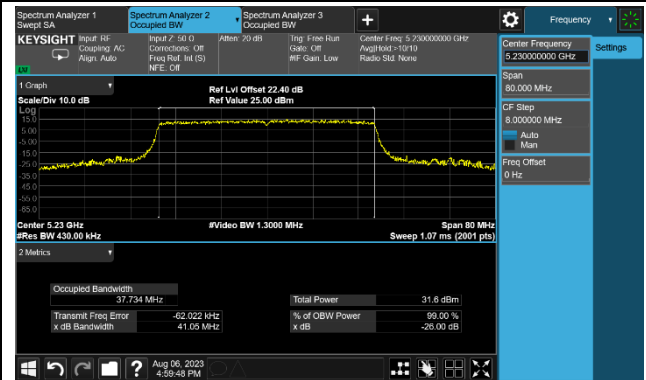 Spectrum Analyzer 1
Swept SA
Spectrum Analyzer 2
Occupied BW
Spectrum Analyzer 3
Occupied BW
Frequency
KEYSIGHT
Input: RF
Coupling: AC
Align: Auto
Input Z: 50 Ω
Corrections: Off
Freq Ref: Int (S)
NFE: Off
Atten: 20 dB
Trig: Free Run
Gate: Off
#IF Gain: Low
Center Freq: 5.230000000 GHz
Avg|Hold:>10/10
Radio Std: None
LV
Center Frequency
5.230000000 GHz
Settings
Span
80.000 MHz
CF Step
8.000000 MHz
Auto
Man
Freq Offset
0 Hz
1 Graph
Scale/Div 10.0 dB
Ref Lvl Offset 22.40 dB
Ref Value 25.00 dBm
Log
15.0
5.00
-5.00
-15.0
-25.0
-35.0
-45.0
-55.0
-65.0
Center 5.23 GHz
#Res BW 430.00 kHz
#Video BW 1.3000 MHz
Span 80 MHz
Sweep 1.07 ms (2001 pts)
2 Metrics
Occupied Bandwidth
37.734 MHz
Total Power
31.6 dBm
Transmit Freq Error
-62.022 kHz
% of OBW Power
99.00 %
x dB Bandwidth
41.05 MHz
x dB
-26.00 dB
?
Aug 06, 2023
4:59:48 PM